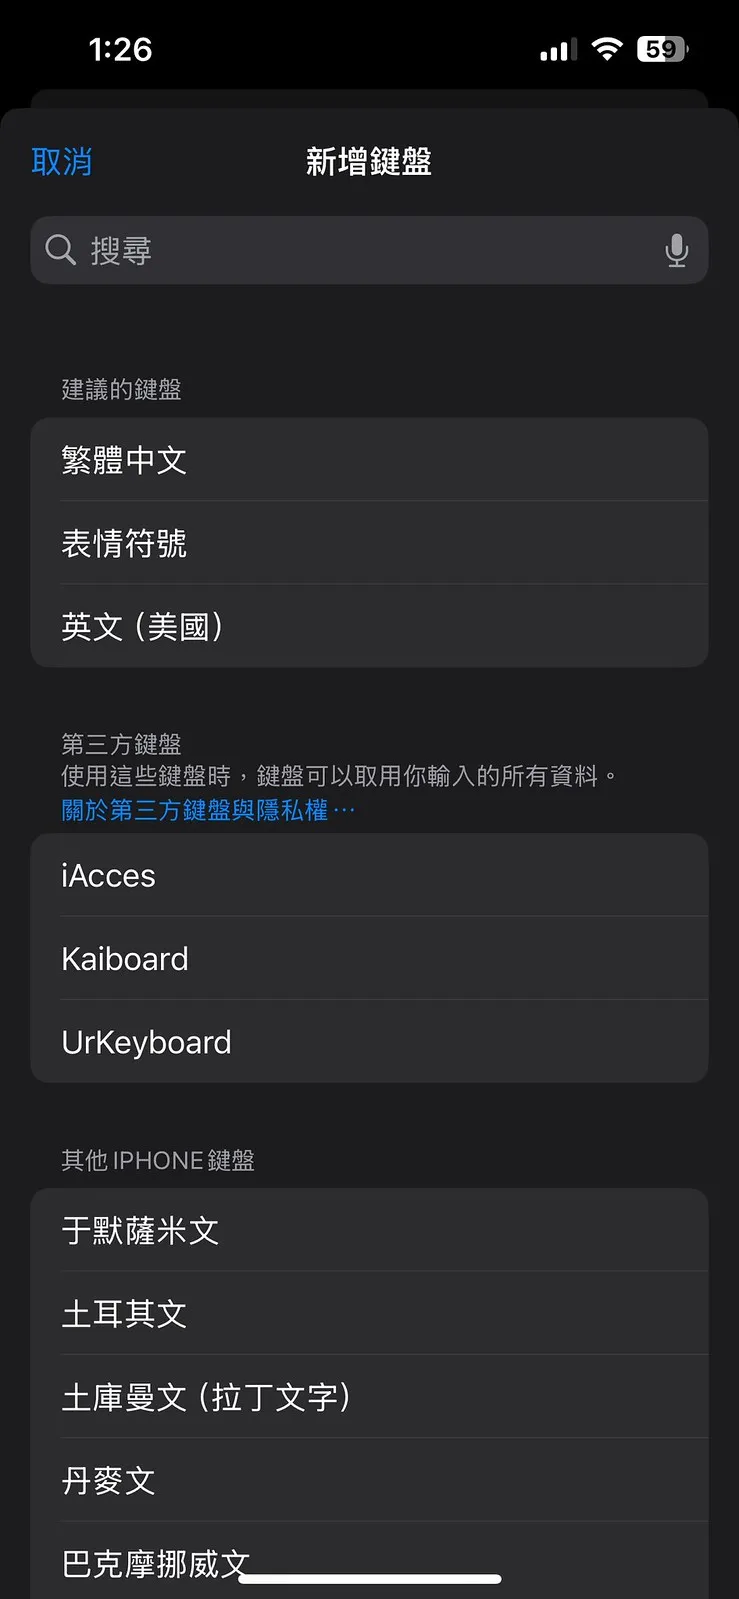 1:26
59
取消
新增鍵盤
搜尋
建議的鍵盤
繁體中文
表情符號
英文（美國）
第三方鍵盤
使用這些鍵盤時，鍵盤可以取用你輸入的所有資料。
關於第三方鍵盤與隱私權⋯
iAcces
Kaiboard
UrKeyboard
其他 IPHONE 鍵盤
于默薩米文
土耳其文
土庫曼文（拉丁文字）
丹麥文
巴克摩挪威文